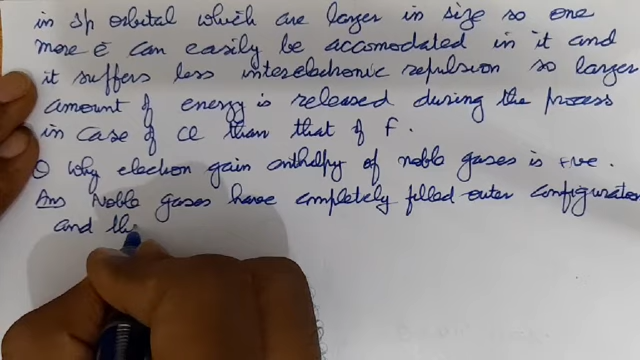 in 3p orbital which are larger in size so one
more e̅ can easily be accomodated in it and
it suffers less interelectronic repulsion so larger
amount of energy is released during the process
in case of Cl than that of F.
Q Why electron gain enthalpy of noble gases is +ve.
Ans Noble gases have completely filled outer configuration
and th